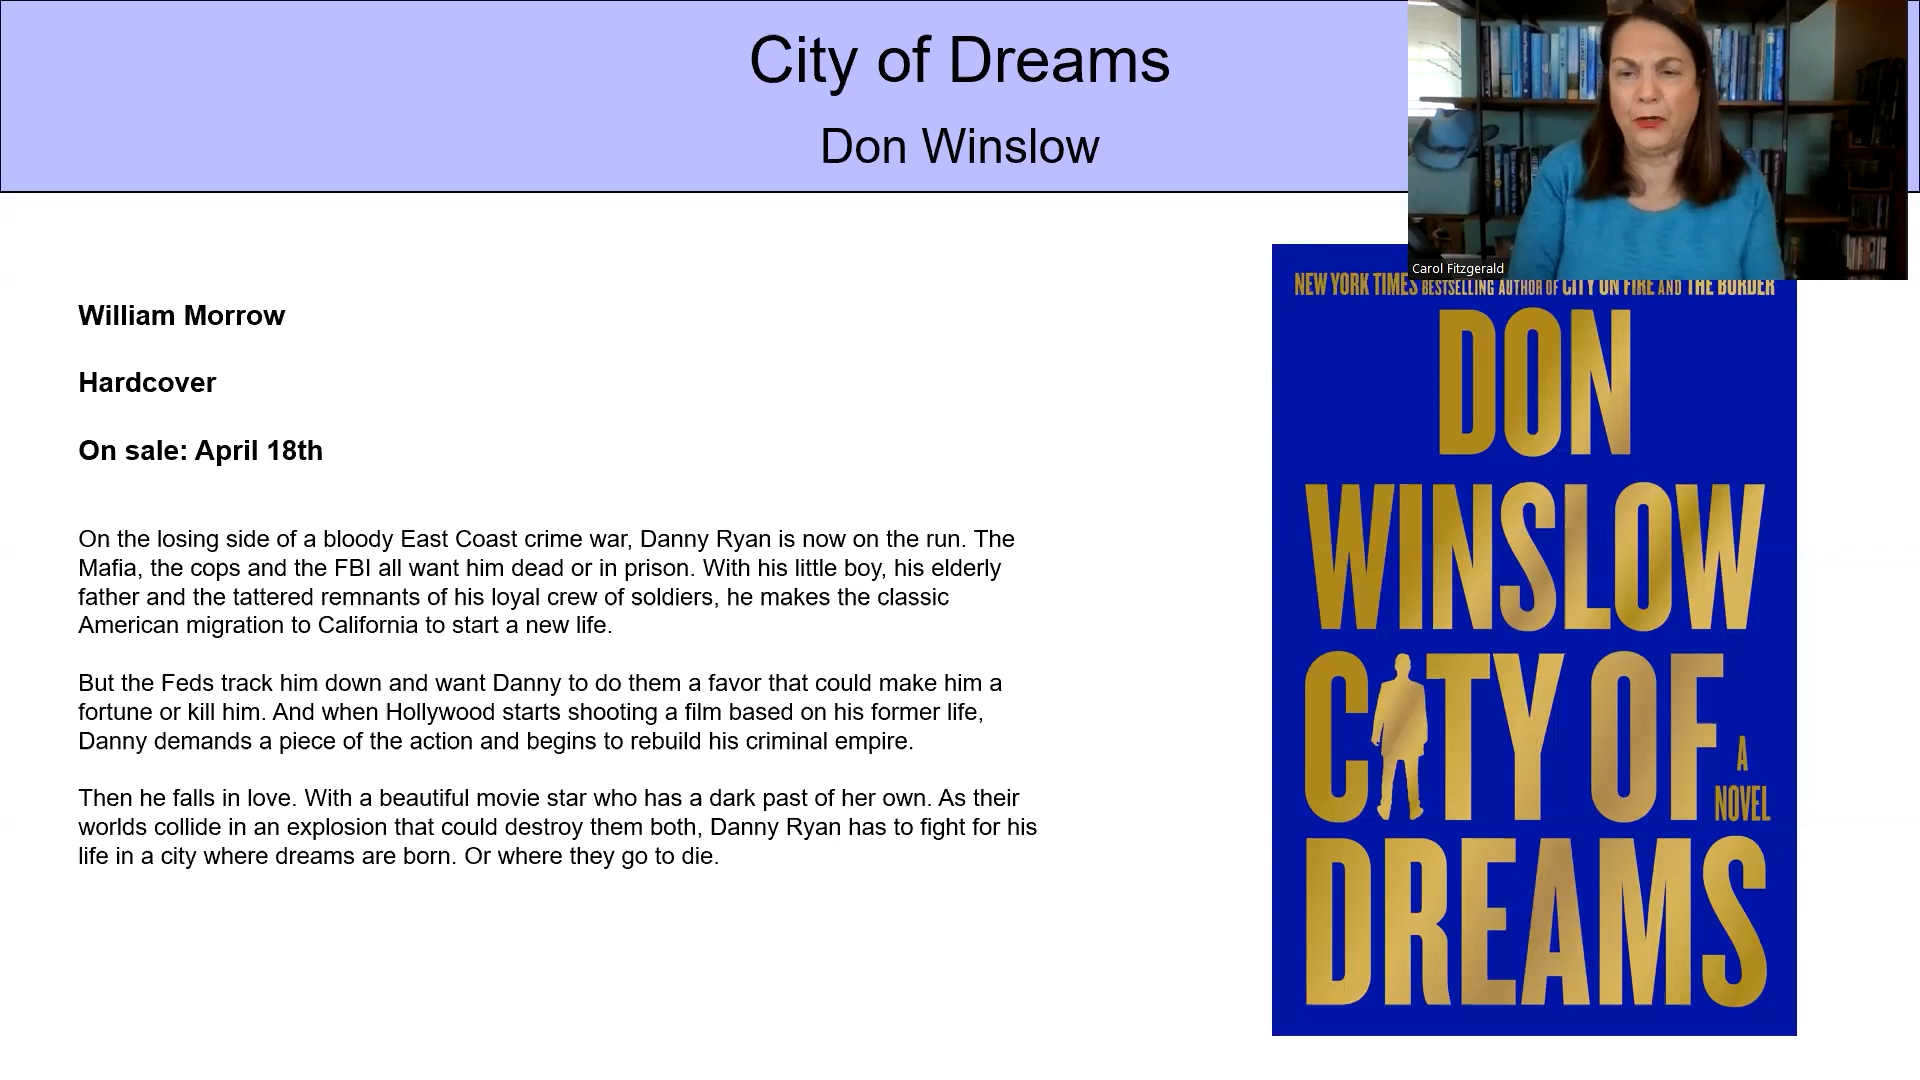 City of Dreams
Don Winslow
Carol Fitzgerald
William Morrow
Hardcover
On sale: April 18th
On the losing side of a bloody East Coast crime war, Danny Ryan is now on the run. The
Mafia, the cops and the FBI all want him dead or in prison. With his little boy, his elderly
father and the tattered remnants of his loyal crew of soldiers, he makes the classic
American migration to California to start a new life.
But the Feds track him down and want Danny to do them a favor that could make him a
fortune or kill him. And when Hollywood starts shooting a film based on his former life,
Danny demands a piece of the action and begins to rebuild his criminal empire.
Then he falls in love. With a beautiful movie star who has a dark past of her own. As their
worlds collide in an explosion that could destroy them both, Danny Ryan has to fight for his
life in a city where dreams are born. Or where they go to die.
NEW YORK TIMES BESTSELLING AUTHOR OF CITY ON FIRE AND THE BORDER
DON
WINSLOW
CITY OF
A
NOVEL
DREAMS